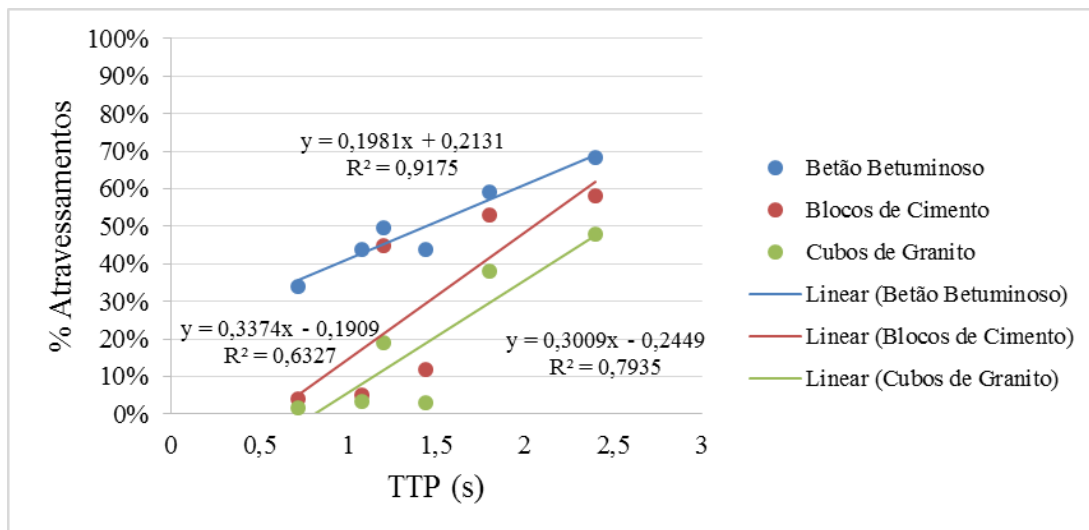 100%
90%
80%
70%
60%
50%
40%
30%
20%
10%
0%
% Atravessamentos
y = 0,1981x + 0,2131
R² = 0,9175
y = 0,3374x - 0,1909
R² = 0,6327
y = 0,3009x - 0,2449
R² = 0,7935
0 0,5 1 1,5 2 2,5 3
TTP (s)
Betão Betuminoso
Blocos de Cimento
Cubos de Granito
Linear (Betão Betuminoso)
Linear (Blocos de Cimento)
Linear (Cubos de Granito)